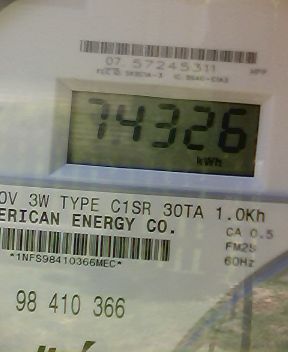 07. 57245311
74326
kWh
0V 3W TYPE C1SR 30TA 1.0Kh
ERICAN ENERGY CO.
CA 0.5
FM2S
60Hz
*1NFS98410366MEC*
98 410 366